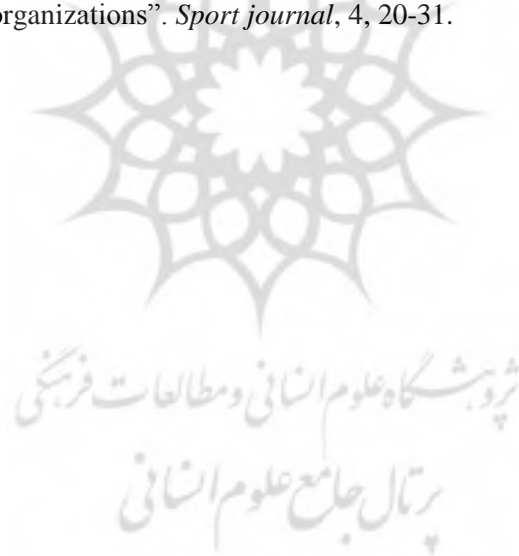 organizations”. Sport journal, 4, 20-31.
پژوهشگاه علوم انسانی و مطالعات فرهنگی
پرتال جامع علوم انسانی